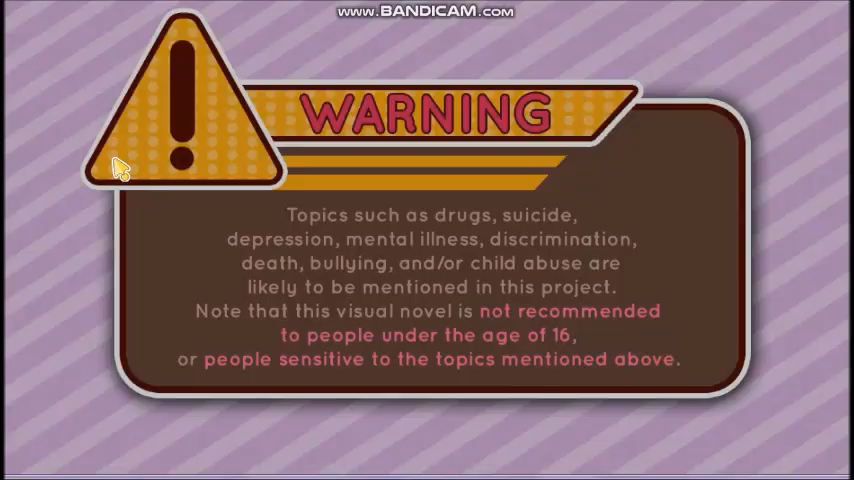 www.BANDICAM.com
WARNING
Topics such as drugs, suicide,
depression, mental illness, discrimination,
death, bullying, and/or child abuse are
likely to be mentioned in this project.
Note that this visual novel is not recommended
to people under the age of 16,
or people sensitive to the topics mentioned above.